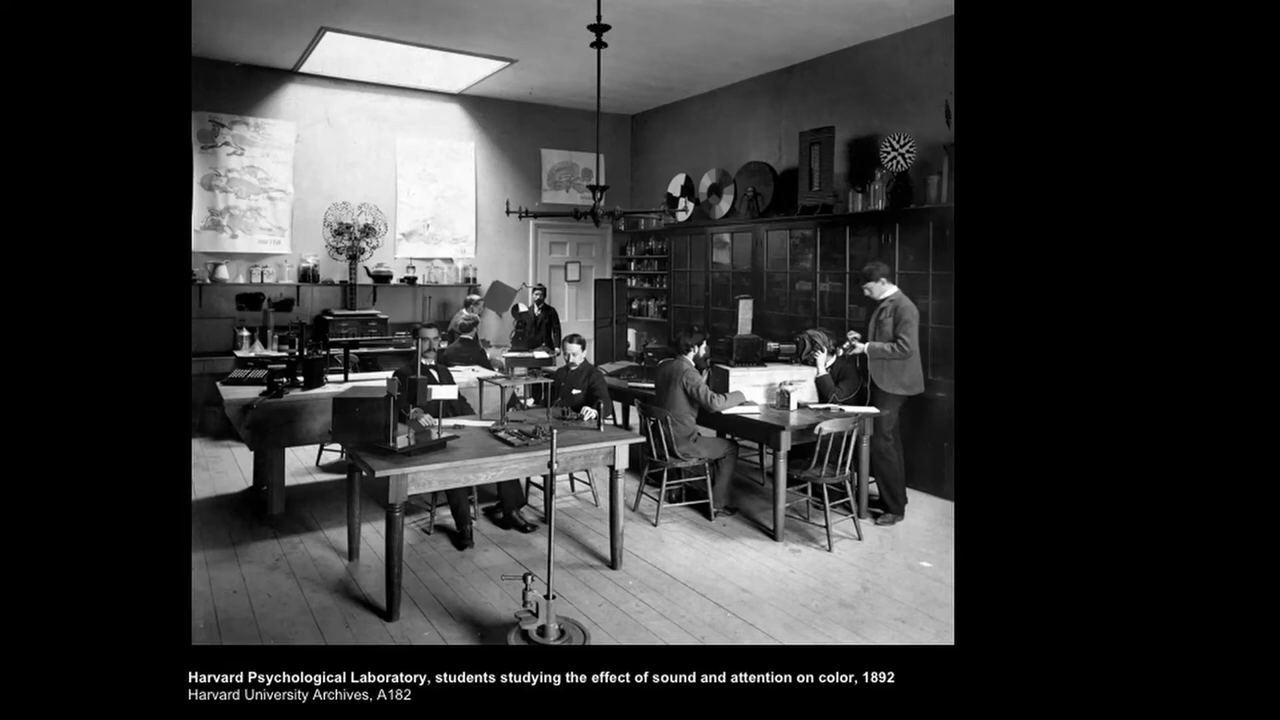 Harvard Psychological Laboratory, students studying the effect of sound and attention on color, 1892
Harvard University Archives, A182